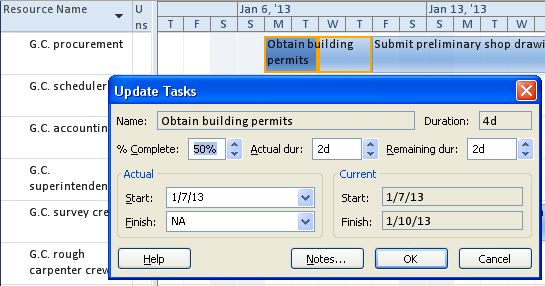 Resource Name
U
ns
Jan 6, '13
Jan 13, '13
T F S S M T W T F S S M T W T
G.C. procurement
Obtain building
permits
Submit preliminary shop drawi
G.C. scheduler
G.C. accountin
G.C.
superintenden
G.C. survey cre
G.C. rough
carpenter crew
Update Tasks
Name: Obtain building permits Duration: 4d
% Complete: 50% Actual dur: 2d Remaining dur: 2d
Actual Current
Start: 1/7/13 Start: 1/7/13
Finish: NA Finish: 1/10/13
Help Notes... OK Cancel